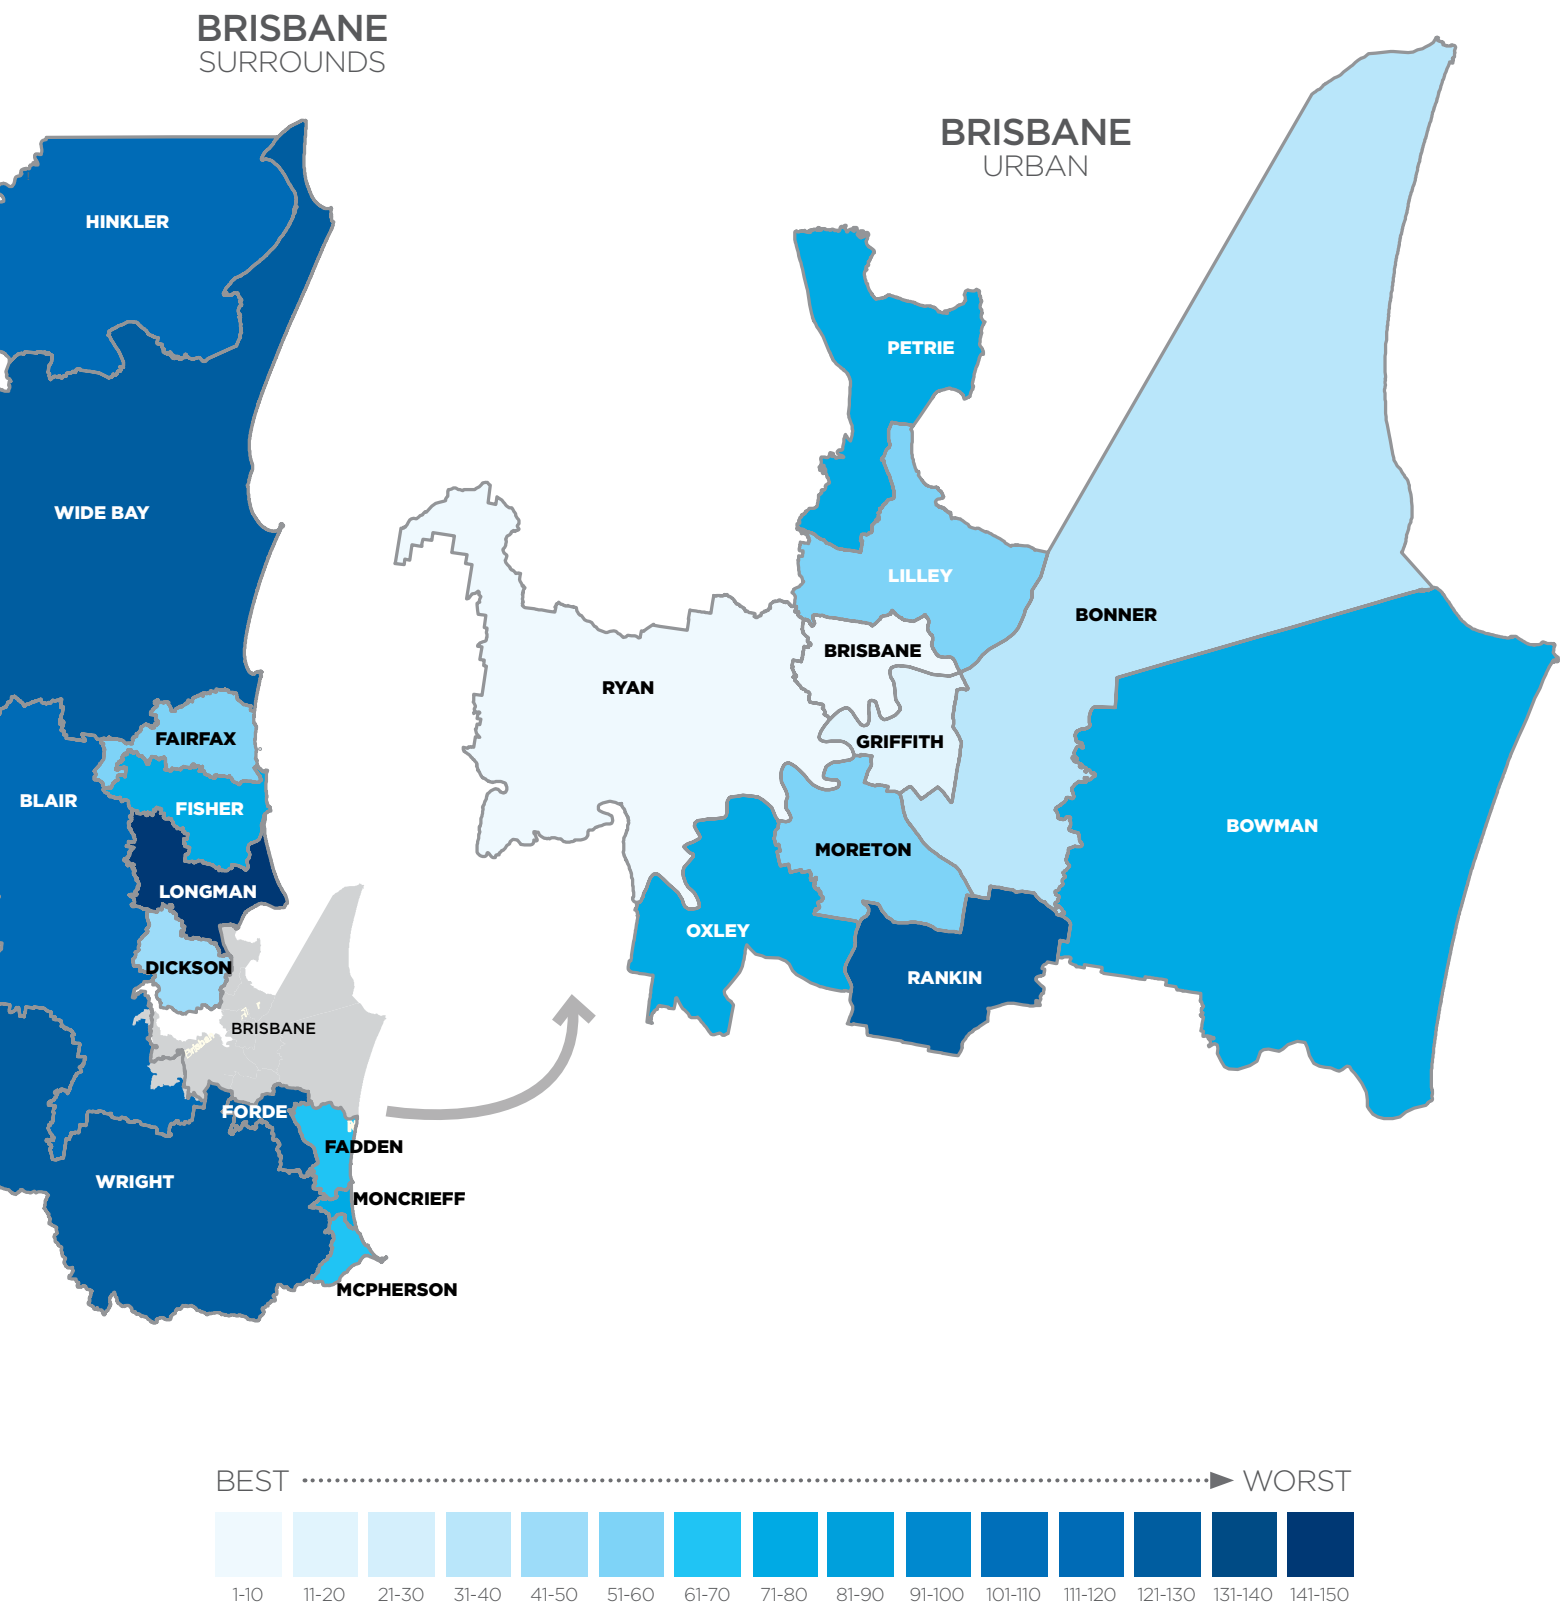 BRISBANE
SURROUNDS
BRISBANE
URBAN
HINKLER
WIDE BAY
FAIRFAX
BLAIR
FISHER
LONGMAN
DICKSON
BRISBANE
FORDE
FADDEN
WRIGHT
MONCRIEFF
MCPHERSON
PETRIE
LILLEY
BONNER
BRISBANE
RYAN
GRIFFITH
BOWMAN
MORETON
OXLEY
RANKIN
BEST
WORST
1-10 11-20 21-30 31-40 41-50 51-60 61-70 71-80 81-90 91-100 101-110 111-120 121-130 131-140 141-150